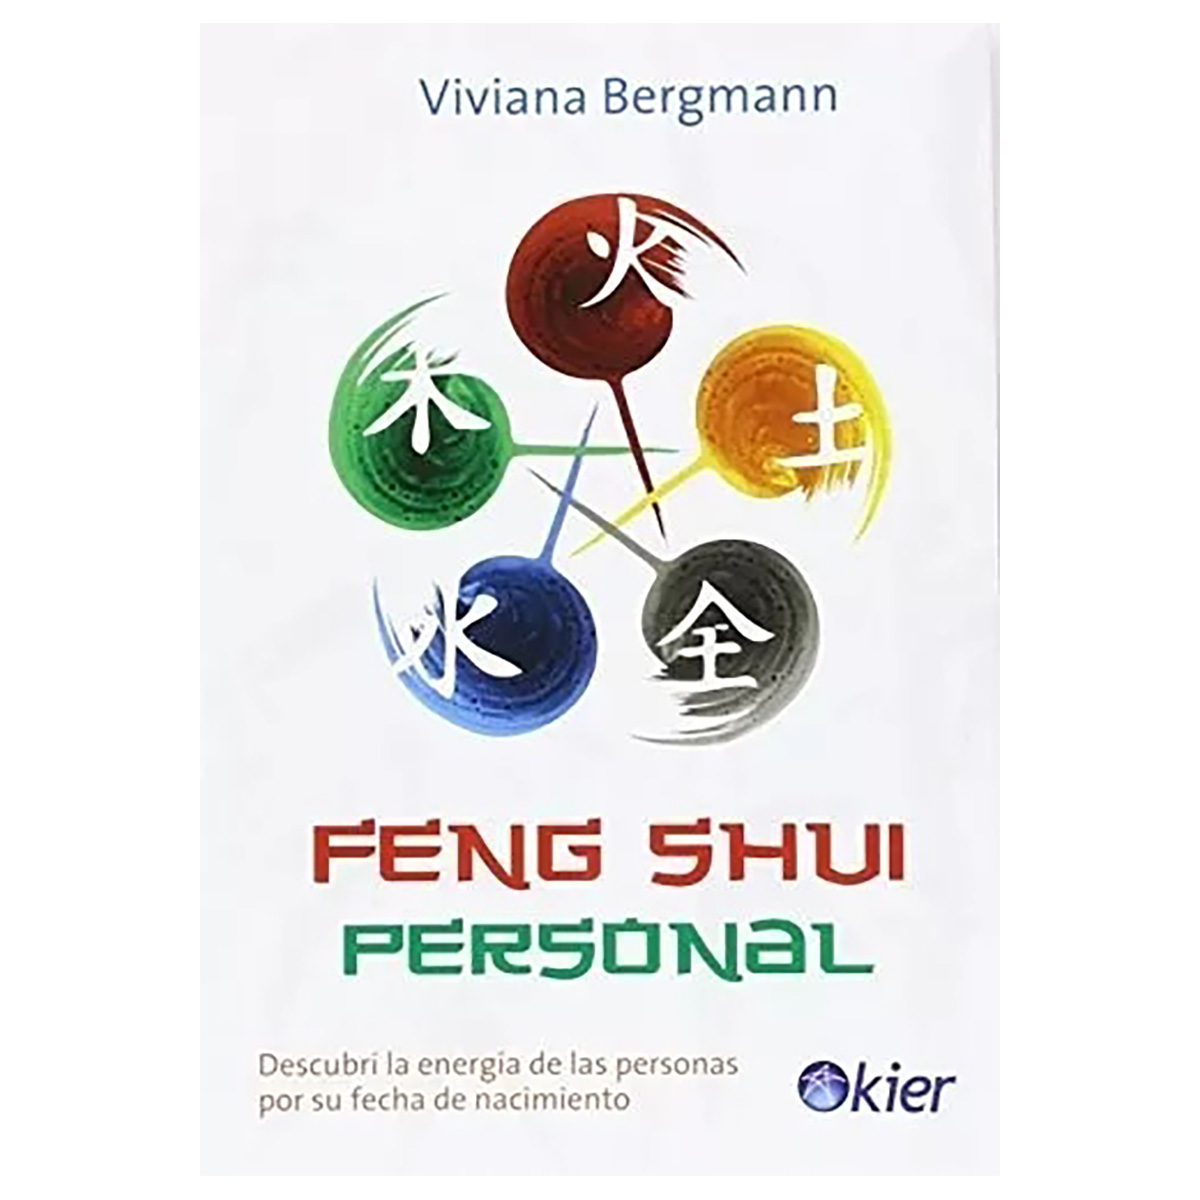 Viviana Bergmann
火
木
土
水
全
FENG SHUI
PERSONAL
Descubrí la energía de las personas
por su fecha de nacimiento
kier